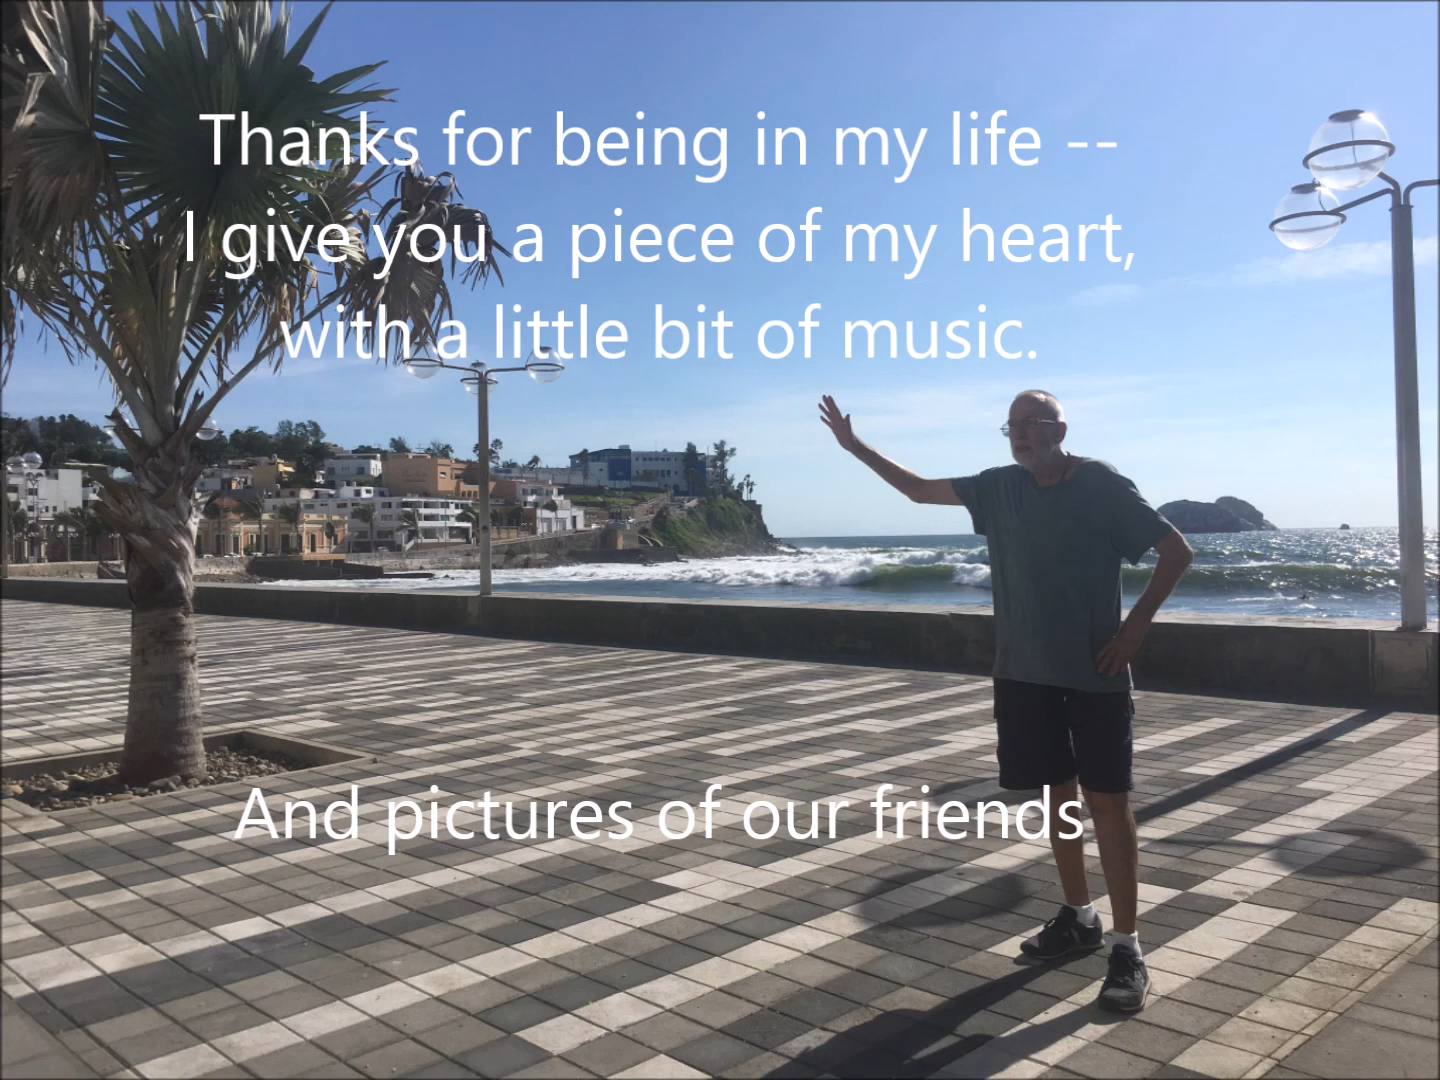 Thanks for being in my life --
I give you a piece of my heart,
with a little bit of music.
And pictures of our friends